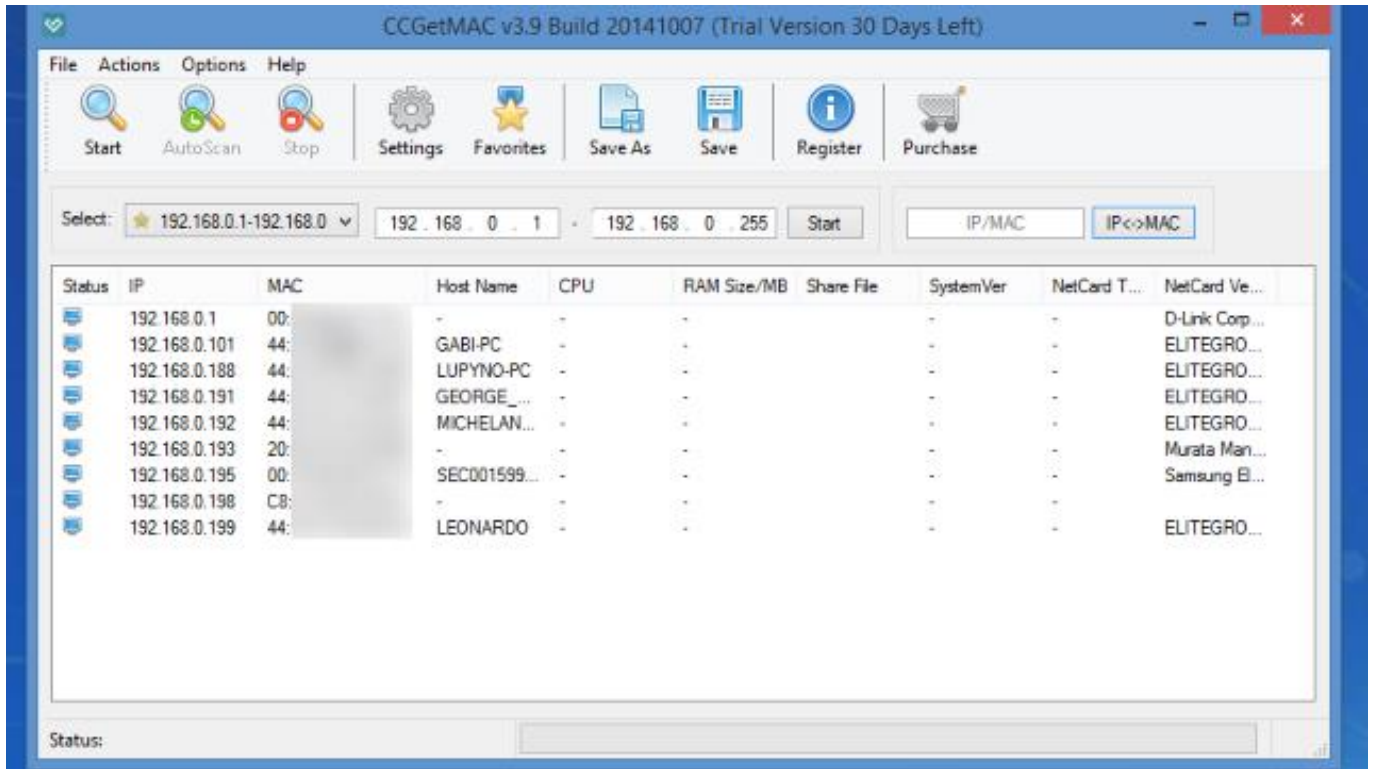 CCGetMAC v3.9 Build 20141007 (Trial Version 30 Days Left)
File Actions Options Help
Start AutoScan Stop Settings Favorites Save As Save Register Purchase
Select: 192.168.0.1-192.168.0 192 . 168 . 0 . 1 - 192 . 168 . 0 . 255 Start IP/MAC IP<->MAC
Status IP MAC Host Name CPU RAM Size/MB Share File SystemVer NetCard T... NetCard Ve...
192.168.0.1 00: - - - - - D-Link Corp...
192.168.0.101 44: GABI-PC - - - - ELITEGRO...
192.168.0.188 44: LUPYNO-PC - - - - ELITEGRO...
192.168.0.191 44: GEORGE_... - - - - ELITEGRO...
192.168.0.192 44: MICHELAN... - - - - ELITEGRO...
192.168.0.193 20: - - - - - Murata Man...
192.168.0.195 00: SEC001599... - - - - Samsung El...
192.168.0.198 C8: - - - - -
192.168.0.199 44: LEONARDO - - - - ELITEGRO...
Status: